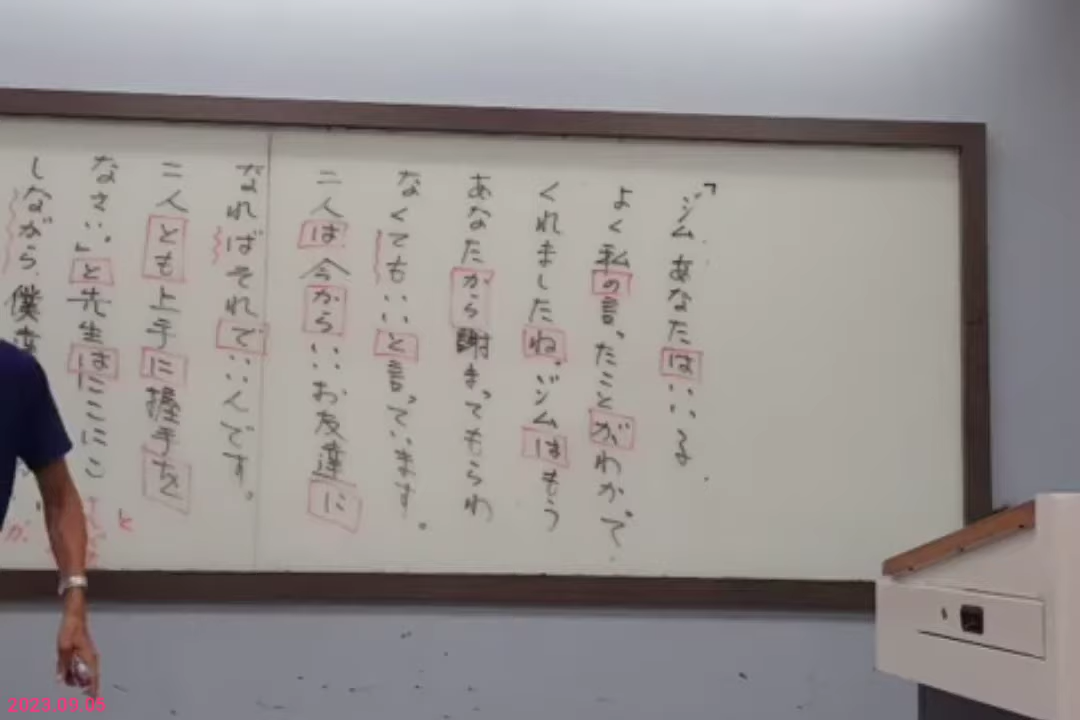 「ジム、あなたはいい子。
よく私の言ったことがわかって
くれましたね。ジムはもう
あなたから謝まってもらわ
なくてもいいと言っています。
二人は今からいいお友達に
なればそれでいいんです。
二人とも上手に握手を
なさい。」と先生はにこにこ
しながら、僕
と
が
2023.09.05